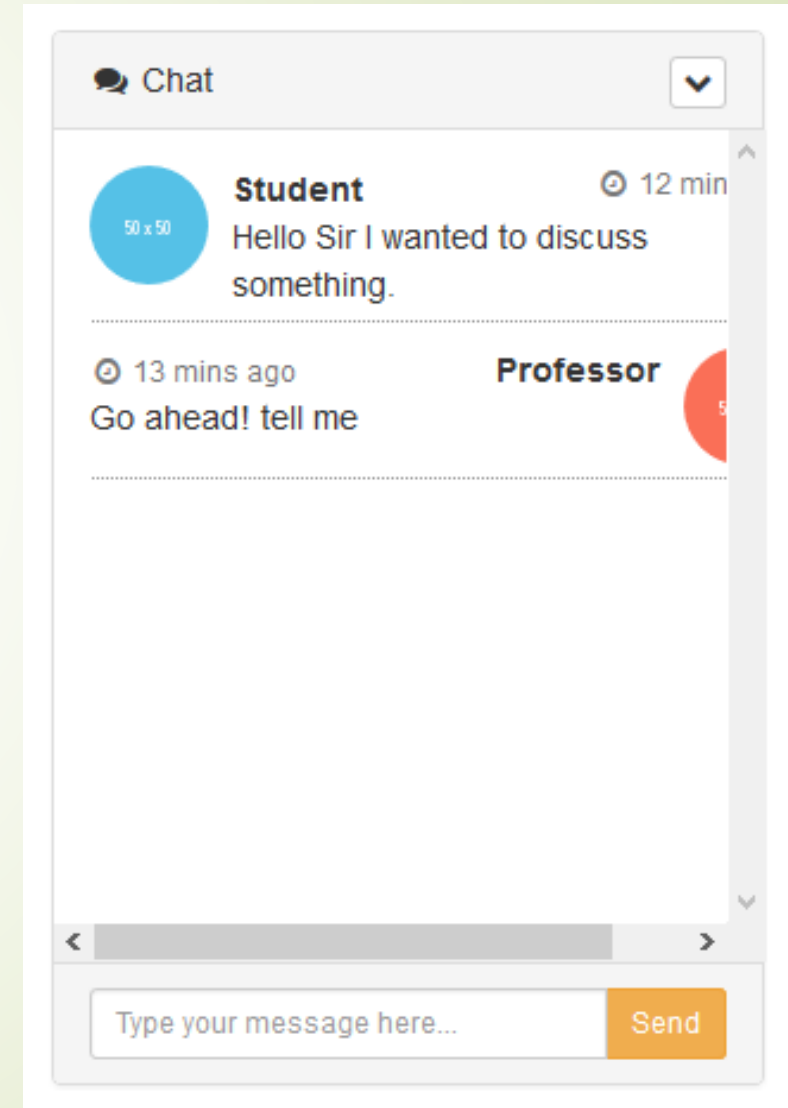 Chat
50 x 50
Student 12 min
Hello Sir I wanted to discuss
something.
13 mins ago Professor
5
Go ahead! tell me
Type your message here... Send